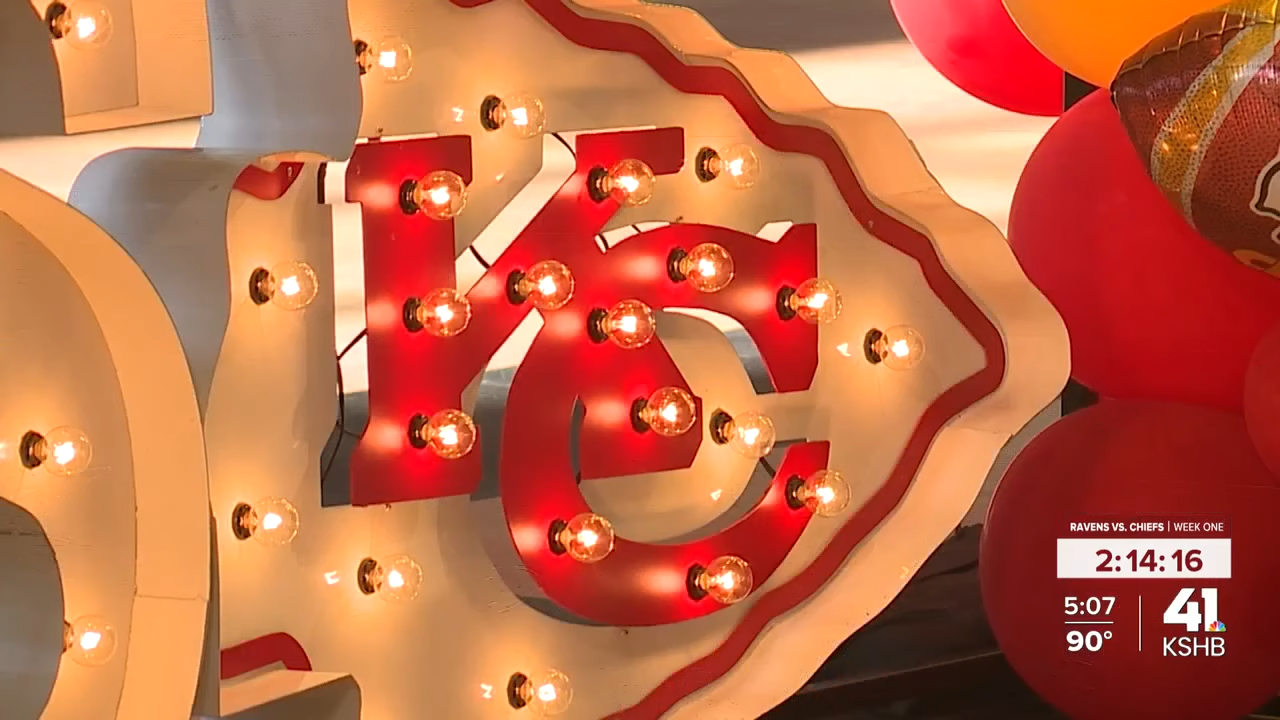 KC
RAVENS VS. CHIEFS | WEEK ONE
2:14:16
5:07
90°
41
KSHB